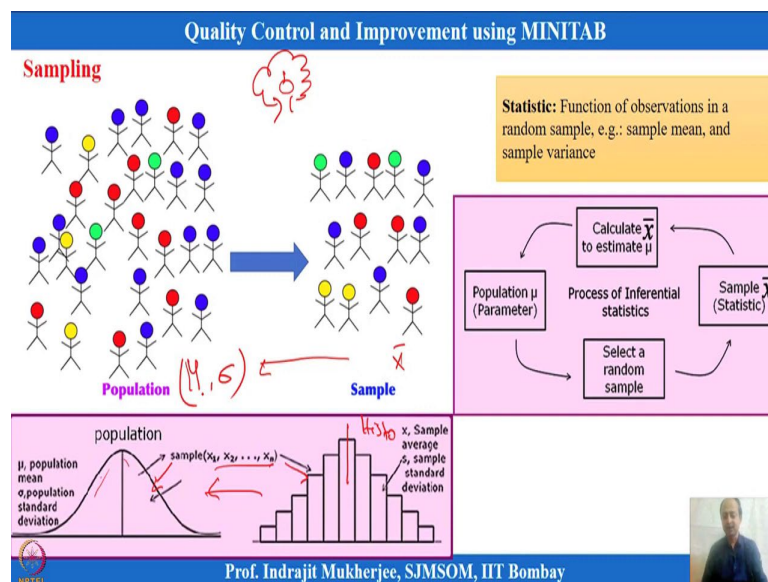 Quality Control and Improvement using MINITAB
Sampling
Statistic: Function of observations in a
random sample, e.g.: sample mean, and
sample variance
Calculate x̄
to estimate μ
Population μ
(Parameter)
Process of Inferential
statistics
Sample x̄
(Statistic)
Select a
random
sample
Population
(μ, σ)
x̄
Sample
population
μ, population
mean
σ,population
standard
deviation
sample(x₁, x₂, . . ., xₙ)
Histo
x, Sample
average
s, sample
standard
deviation
NPTEL
Prof. Indrajit Mukherjee, SJMSOM, IIT Bombay